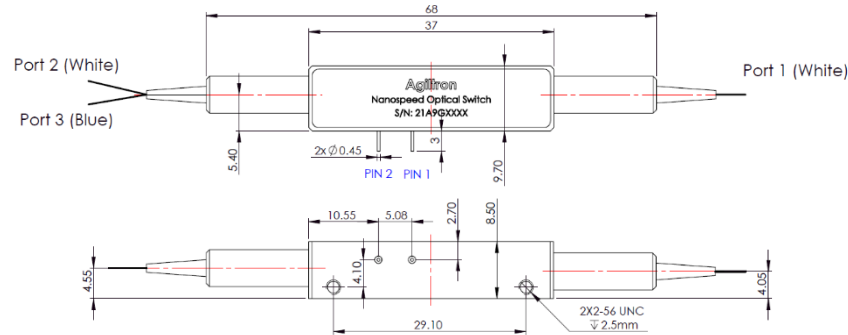 68
37
Port 2 (White)
Port 3 (Blue)
Agiltron
Nanospeed Optical Switch
S/N: 21A9GXXXX
Port 1 (White)
5.40
2x Ø0.45
3
9.70
PIN 2
PIN 1
10.55
5.08
2.70
8.50
4.55
4.10
4.05
29.10
2X2-56 UNC
↧2.5mm